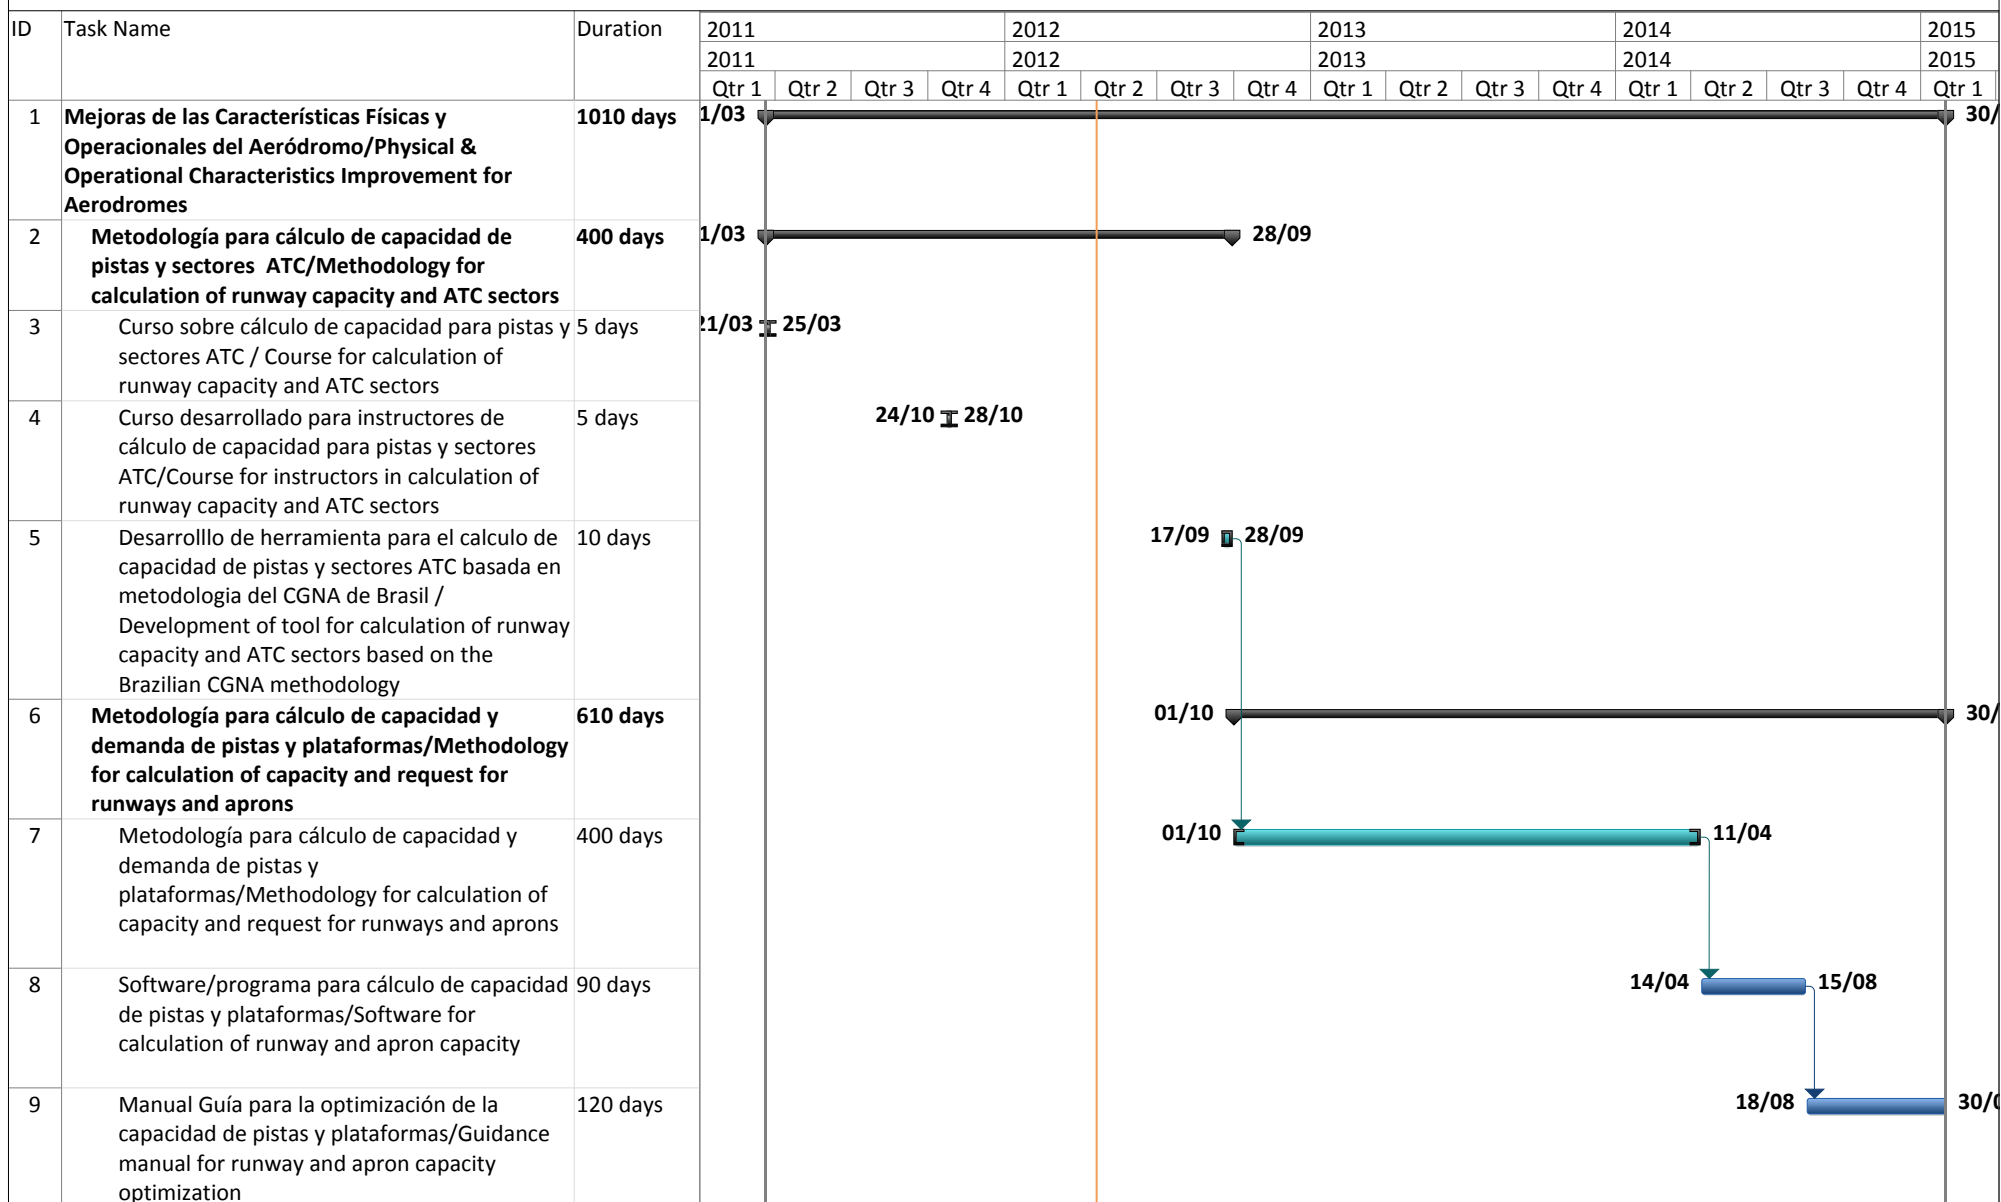 ID Task Name Duration 2011 2012 2013 2014 2015
2011 2012 2013 2014 2015
Qtr 1 Qtr 2 Qtr 3 Qtr 4 Qtr 1 Qtr 2 Qtr 3 Qtr 4 Qtr 1 Qtr 2 Qtr 3 Qtr 4 Qtr 1 Qtr 2 Qtr 3 Qtr 4 Qtr 1
1 Mejoras de las Características Físicas y 1010 days 1/03 30/
Operacionales del Aeródromo/Physical &
Operational Characteristics Improvement for
Aerodromes
2 Metodología para cálculo de capacidad de 400 days 1/03 28/09
pistas y sectores ATC/Methodology for
calculation of runway capacity and ATC sectors
3 Curso sobre cálculo de capacidad para pistas y 5 days 21/03 25/03
sectores ATC / Course for calculation of
runway capacity and ATC sectors
4 Curso desarrollado para instructores de 5 days 24/10 28/10
cálculo de capacidad para pistas y sectores
ATC/Course for instructors in calculation of
runway capacity and ATC sectors
5 Desarrolllo de herramienta para el calculo de 10 days 17/09 28/09
capacidad de pistas y sectores ATC basada en
metodologia del CGNA de Brasil /
Development of tool for calculation of runway
capacity and ATC sectors based on the
Brazilian CGNA methodology
6 Metodología para cálculo de capacidad y 610 days 01/10 30/
demanda de pistas y plataformas/Methodology
for calculation of capacity and request for
runways and aprons
7 Metodología para cálculo de capacidad y 400 days 01/10 11/04
demanda de pistas y
plataformas/Methodology for calculation of
capacity and request for runways and aprons
8 Software/programa para cálculo de capacidad 90 days 14/04 15/08
de pistas y plataformas/Software for
calculation of runway and apron capacity
9 Manual Guía para la optimización de la 120 days 18/08 30/0
capacidad de pistas y plataformas/Guidance
manual for runway and apron capacity
optimization